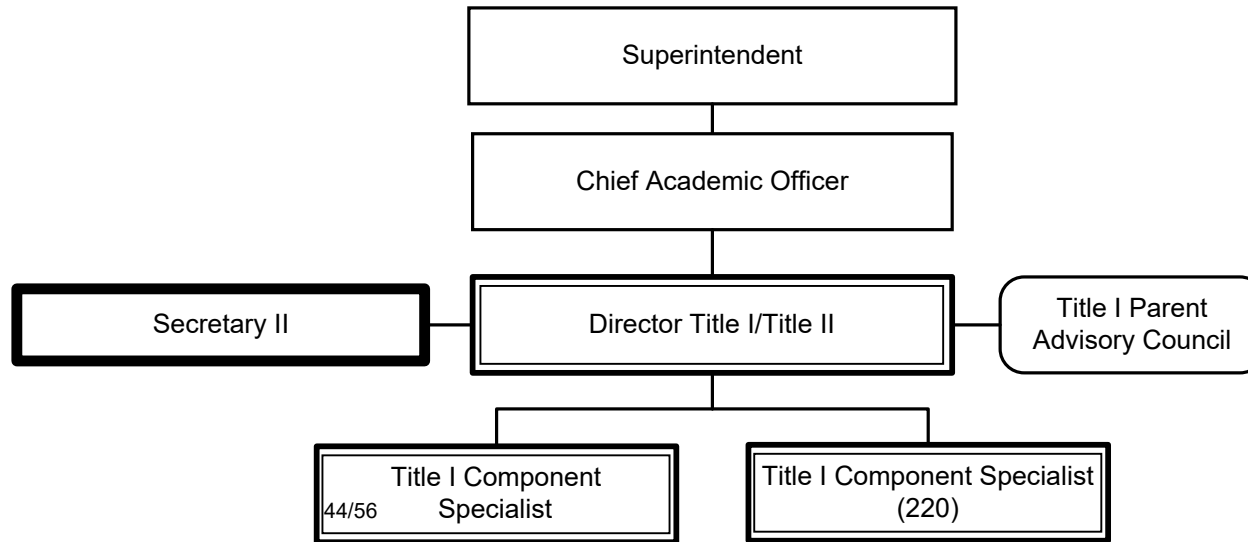 Superintendent
Chief Academic Officer
Secretary II
Director Title I/Title II
Title I Parent
Advisory Council
Title I Component
Specialist
44/56
Title I Component Specialist
(220)